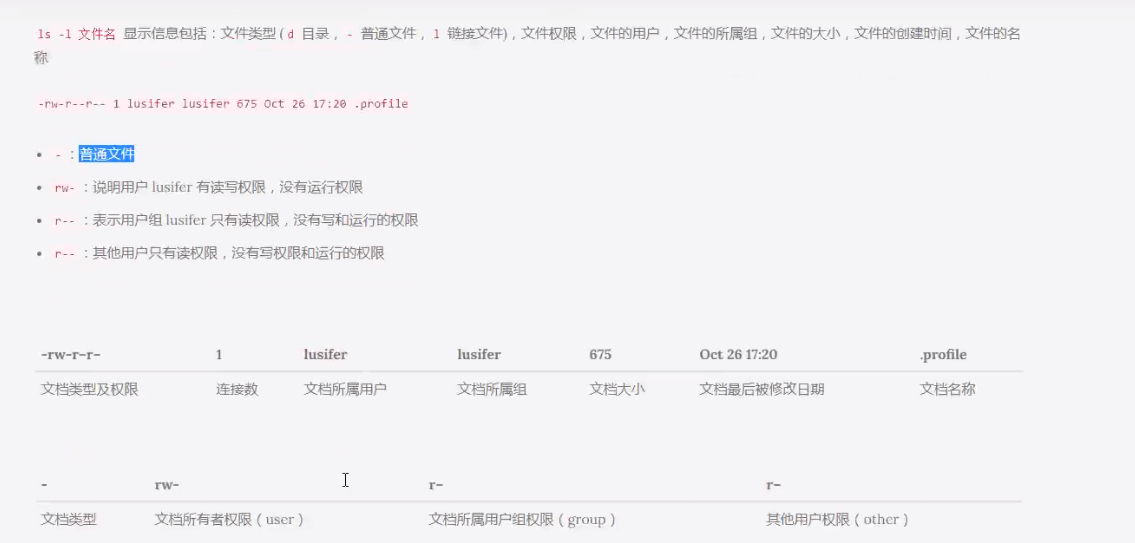 ls -l 文件名 显示信息包括：文件类型 ( d 目录， - 普通文件， l 链接文件)，文件权限，文件的用户，文件的所属组，文件的大小，文件的创建时间，文件的名
称
-rw-r--r-- 1 lusifer lusifer 675 Oct 26 17:20 .profile
• - ：普通文件
• rw- ：说明用户 lusifer 有读写权限，没有运行权限
• r-- ：表示用户组 lusifer 只有读权限，没有写和运行的权限
• r-- ：其他用户只有读权限，没有写权限和运行的权限
-rw-r–r– 1 lusifer lusifer 675 Oct 26 17:20 .profile
文档类型及权限 连接数 文档所属用户 文档所属组 文档大小 文档最后被修改日期 文档名称
- rw- r– r–
文档类型 文档所有者权限（user） 文档所属用户组权限（group） 其他用户权限（other）